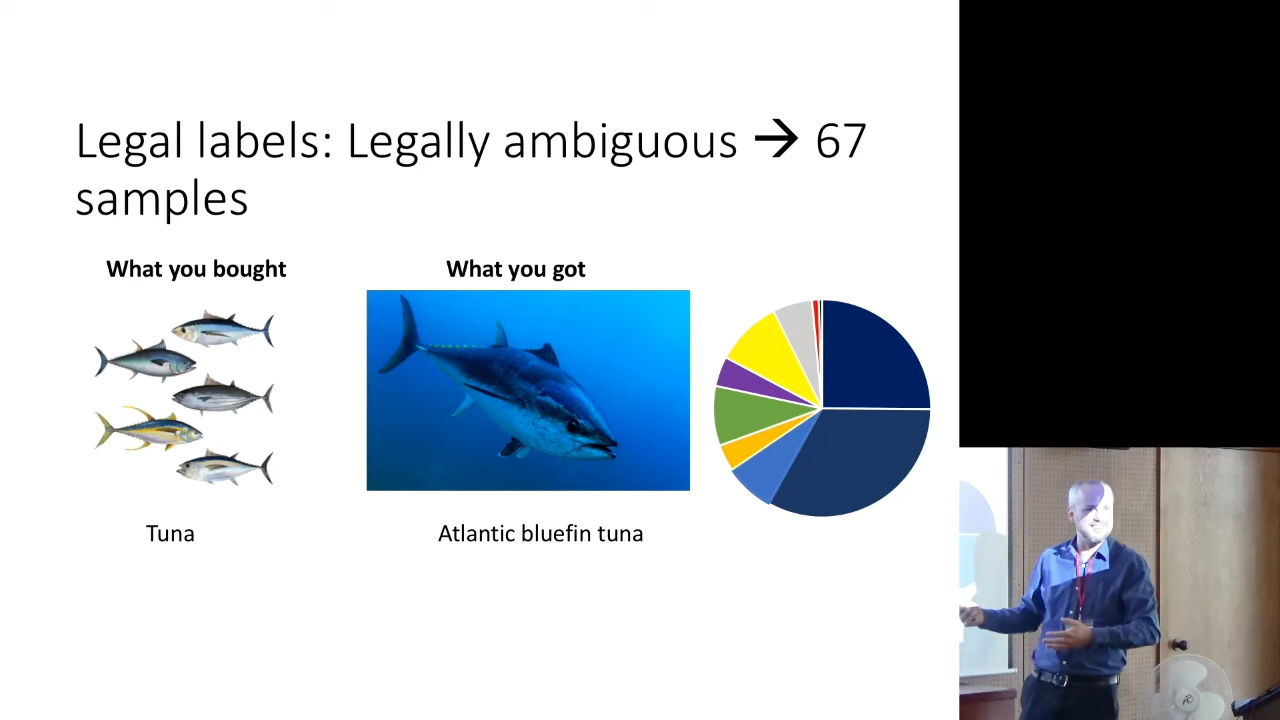 Legal labels: Legally ambiguous → 67
samples
What you bought
What you got
Tuna
Atlantic bluefin tuna